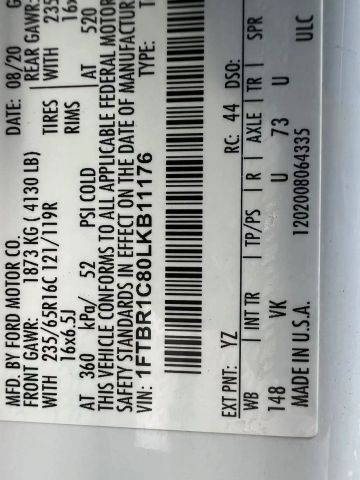 MFD. BY FORD MOTOR CO. DATE: 08/20 G
FRONT GAWR: 1873 KG ( 4130 LB) REAR GAWR:
WITH 235/65R16C 121/119R TIRES WITH 235
16x6.5J RIMS 16x
AT 360 kPa/ 52 PSI COLD AT 520
THIS VEHICLE CONFORMS TO ALL APPLICABLE FEDERAL MOTOR
SAFETY STANDARDS IN EFFECT ON THE DATE OF MANUFACTUR
VIN: 1FTBR1C80LKB11176 TYPE: T
EXT PNT: YZ RC: 44 DSO:
WB INT TR TP/PS R AXLE TR SPR
148 VK U 73 U
MADE IN U.S.A. 1202008064335 ULC